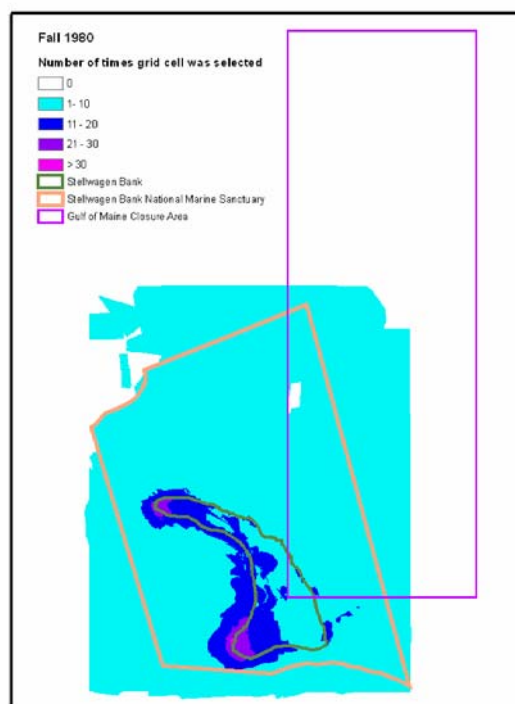 Fall 1980
Number of times grid cell was selected
0
1- 10
11 - 20
21 - 30
> 30
Stellwagen Bank
Stellwagen Bank National Marine Sanctuary
Gulf of Maine Closure Area